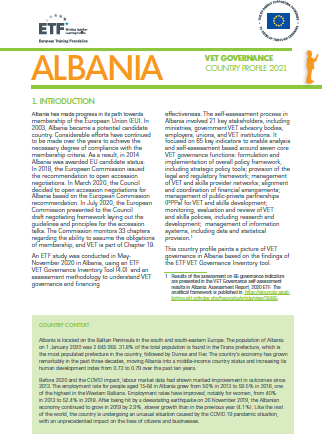 ETF
Working together
Learning for life
European Training Foundation
ALBANIA
VET GOVERNANCE
COUNTRY PROFILE 2021
1. INTRODUCTION
Albania has made progress in its path towards
membership of the European Union (EU). In
2003, Albania became a potential candidate
country. Considerable efforts have continued
to be made over the years to achieve the
necessary degree of compliance with the
membership criteria. As a result, in 2014
Albania was awarded EU candidate status.
In 2018, the European Commission issued
the recommendation to open accession
negotiations. In March 2020, the Council
decided to open accession negotiations for
Albania based on the European Commission
recommendation. In July 2020, the European
Commission presented to the Council
draft negotiating framework laying out the
guidelines and principles for the accession
talks. The Commission monitors 33 chapters
regarding the ability to assume the obligations
of membership, and VET is part of Chapter 19.
An ETF study was conducted in May-
November 2020 in Albania, using an ETF
VET Governance Inventory Tool (4.0) and an
assessment methodology to understand VET
governance and financing
effectiveness. The self-assessment process in
Albania involved 21 key stakeholders, including
ministries, government VET advisory bodies,
employers, unions, and VET institutions. It
focused on 65 key indicators to enable analysis
and self-assessment based around seven core
VET governance functions: formulation and
implementation of overall policy framework,
including strategic policy tools; provision of the
legal and regulatory framework; management
of VET and skills provider networks; alignment
and coordination of financial arrangements;
management of public-private partnerships
(PPPs) for VET and skills development;
monitoring, evaluation and review of VET
and skills policies, including research and
development; management of information
systems, including data and statistical
provision.1
This country profile paints a picture of VET
governance in Albania based on the findings of
the ETF VET Governance Inventory tool.
1 Results of the assessment on 65 governance indicators
are presented in the VET Governance self-assessment
results in Albania: Assessment Report, 2020 ETF. The
analytical framework is published in
COUNTRY CONTEXT
Albania is located on the Balkan Peninsula in the south and south-eastern Europe. The population of Albania
on 1 January 2020 was 2 845 955. 31.8% of the total population is found in the Tirana prefecture, which is
the most populated prefecture in the country, followed by Durres and Fier. The country's economy has grown
remarkably in the past three decades, moving Albania into a middle-income country status and increasing its
human development index from 0.72 to 0.79 over the past ten years.
Before 2020 and the COVID impact, labour market data had shown marked improvement in outcomes since
2013. The employment rate for people aged 15-64 in Albania grew from 50% in 2013 to 59.5% in 2018, one
of the highest in the Western Balkans. Employment rates have improved, notably for women, from 40%
in 2013 to 52.4% in 2018. After being hit by a devastating earthquake on 26 November 2019, the Albanian
economy continued to grow in 2019 by 2.9%, slower growth than in the previous year (4.1%). Like the rest
of the world, the country is undergoing an unusual situation caused by the COVID 19 pandemic situation,
with an unprecedented impact on the lives of citizens and businesses.